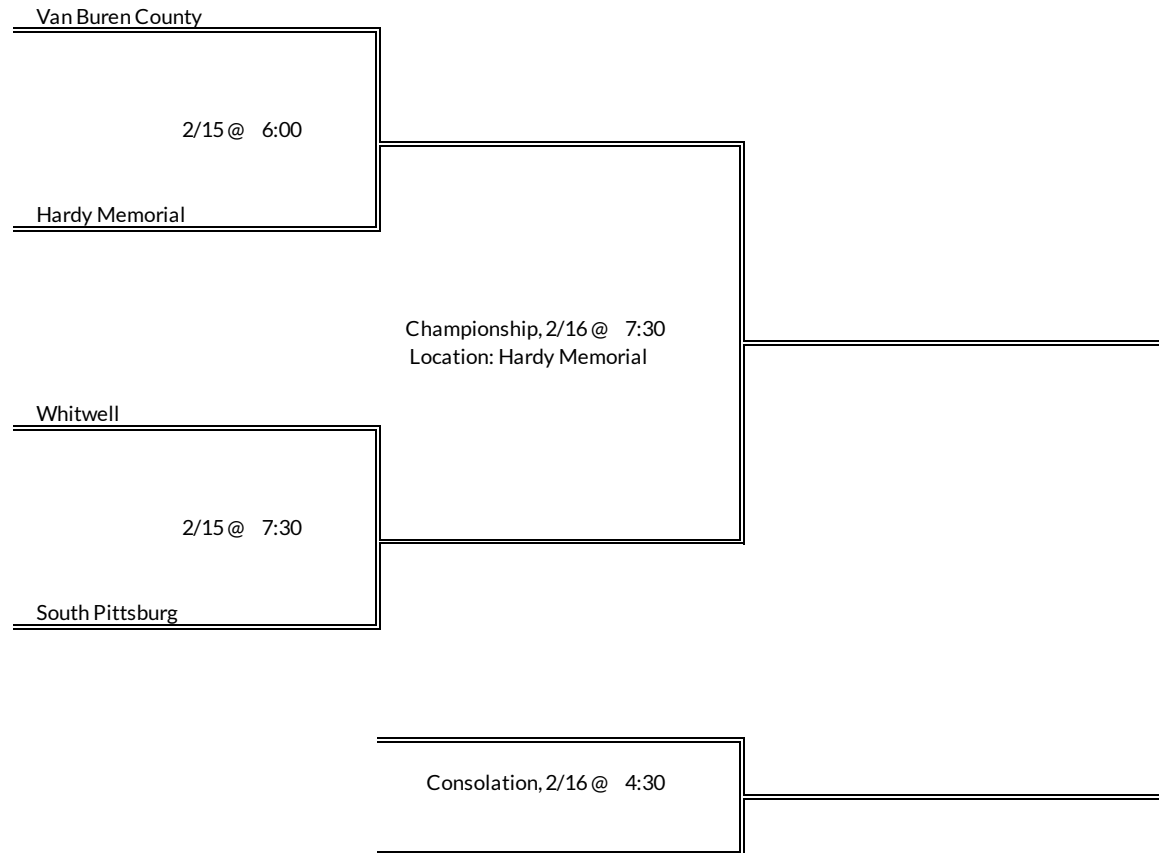 Van Buren County
2/15 @ 6:00
Hardy Memorial
Championship, 2/16 @ 7:30
Location: Hardy Memorial
Whitwell
2/15 @ 7:30
South Pittsburg
Consolation, 2/16 @ 4:30